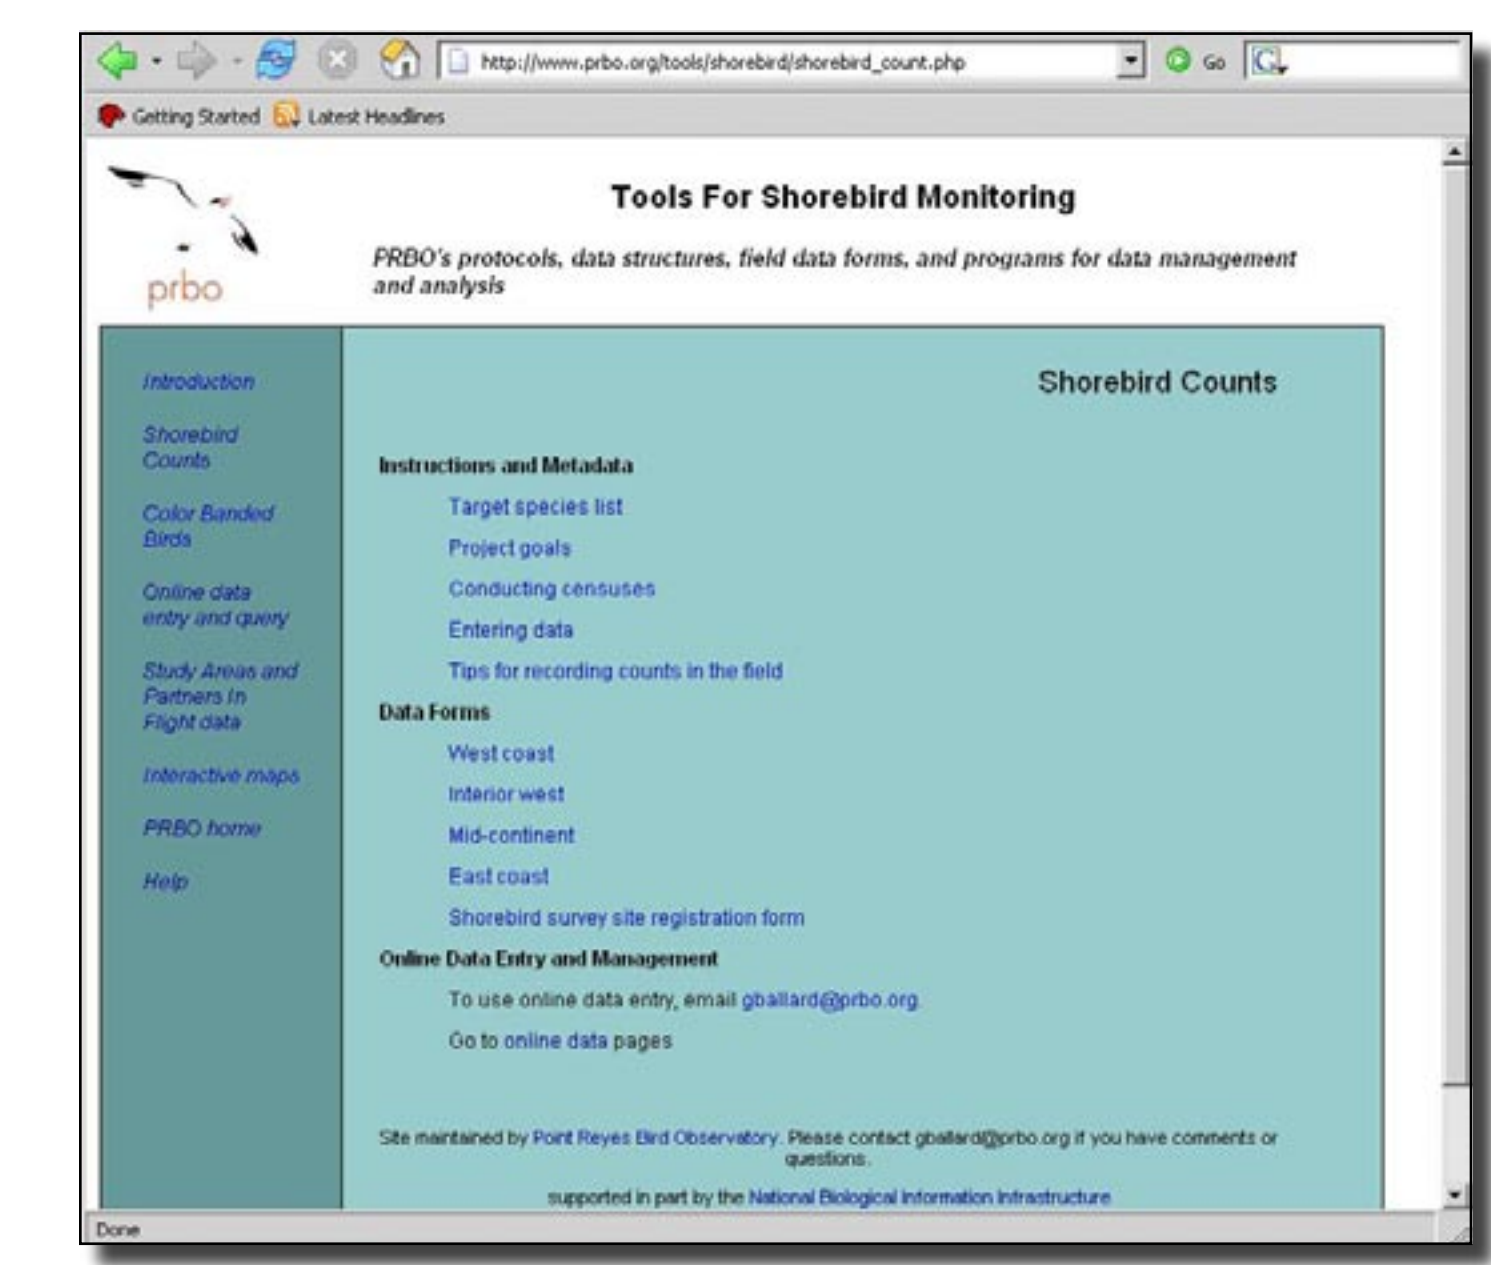 http://www.prbo.org/tools/shorebird/shorebird_count.php
Go
Getting Started
Latest Headlines
prbo
Tools For Shorebird Monitoring
PRBO's protocols, data structures, field data forms, and programs for data management
and analysis
Introduction
Shorebird
Counts
Color Banded
Birds
Online data
entry and query
Study Areas and
Partners In
Flight data
Interactive maps
PRBO home
Help
Shorebird Counts
Instructions and Metadata
Target species list
Project goals
Conducting censuses
Entering data
Tips for recording counts in the field
Data Forms
West coast
Interior west
Mid-continent
East coast
Shorebird survey site registration form
Online Data Entry and Management
To use online data entry, email gballard@prbo.org.
Go to online data pages
Site maintained by Point Reyes Bird Observatory. Please contact gballard@prbo.org if you have comments or
questions.
supported in part by the National Biological Information Infrastructure
Done